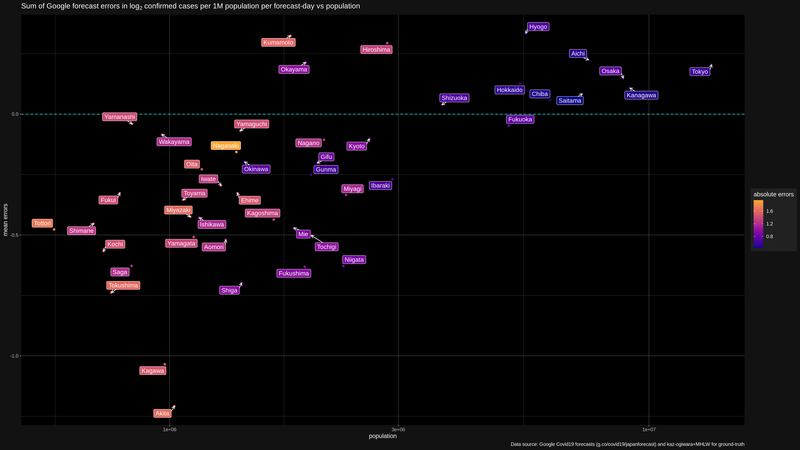 Sum of Google forecast errors in log2 confirmed cases per 1M population per forecast-day vs population
Hyogo
Kumamoto
Hiroshima
Aichi
Okayama
Osaka
Tokyo
Hokkaido
Chiba
Kanagawa
Shizuoka
Saitama
0.0
Yamanashi
Fukuoka
Yamaguchi
Wakayama
Nagasaki
Nagano
Kyoto
Gifu
Oita
Okinawa
Gunma
Iwate
Ibaraki
Toyama
Miyagi
Fukui
Ehime
Miyazaki
Kagoshima
Tottori
Ishikawa
Shimane
Mie
mean errors
-0.5
Kochi
Yamagata
Aomori
Tochigi
Niigata
Saga
Fukushima
Tokushima
Shiga
absolute errors
1.6
1.2
0.8
-1.0
Kagawa
Akita
1e+06
3e+06
1e+07
population
Data source: Google Covid19 forecasts (g.co/covid19/japanforecast) and kaz-ogiwara+MHLW for ground-truth